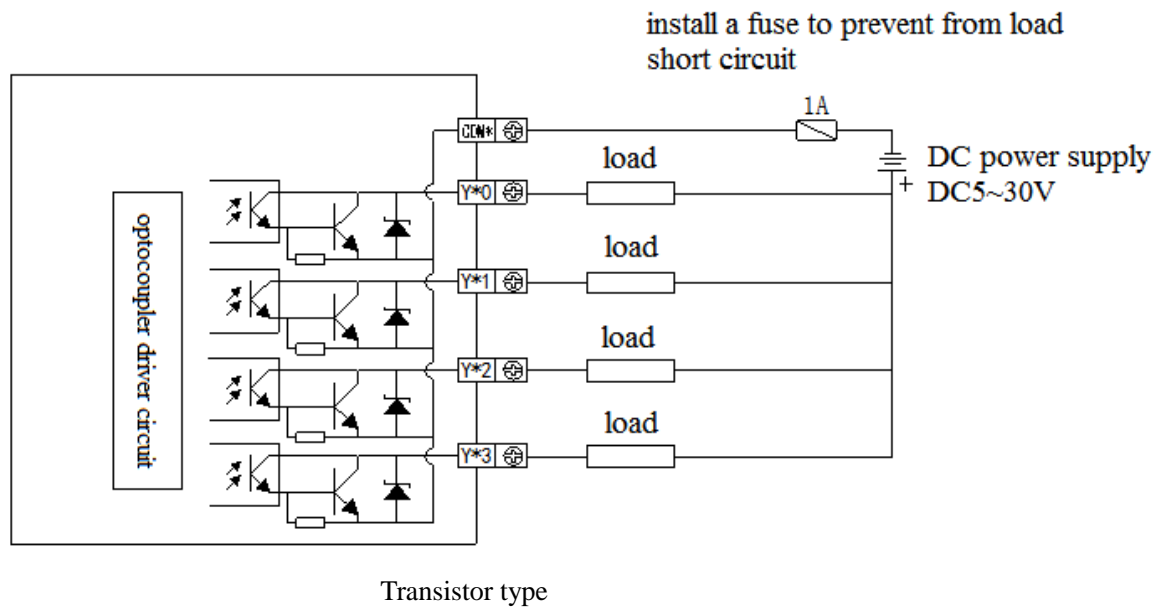 install a fuse to prevent from load
short circuit
1A
COM*
load
DC power supply
Y*0
+
DC5~30V
optocoupler driver circuit
load
Y*1
load
Y*2
load
Y*3
Transistor type